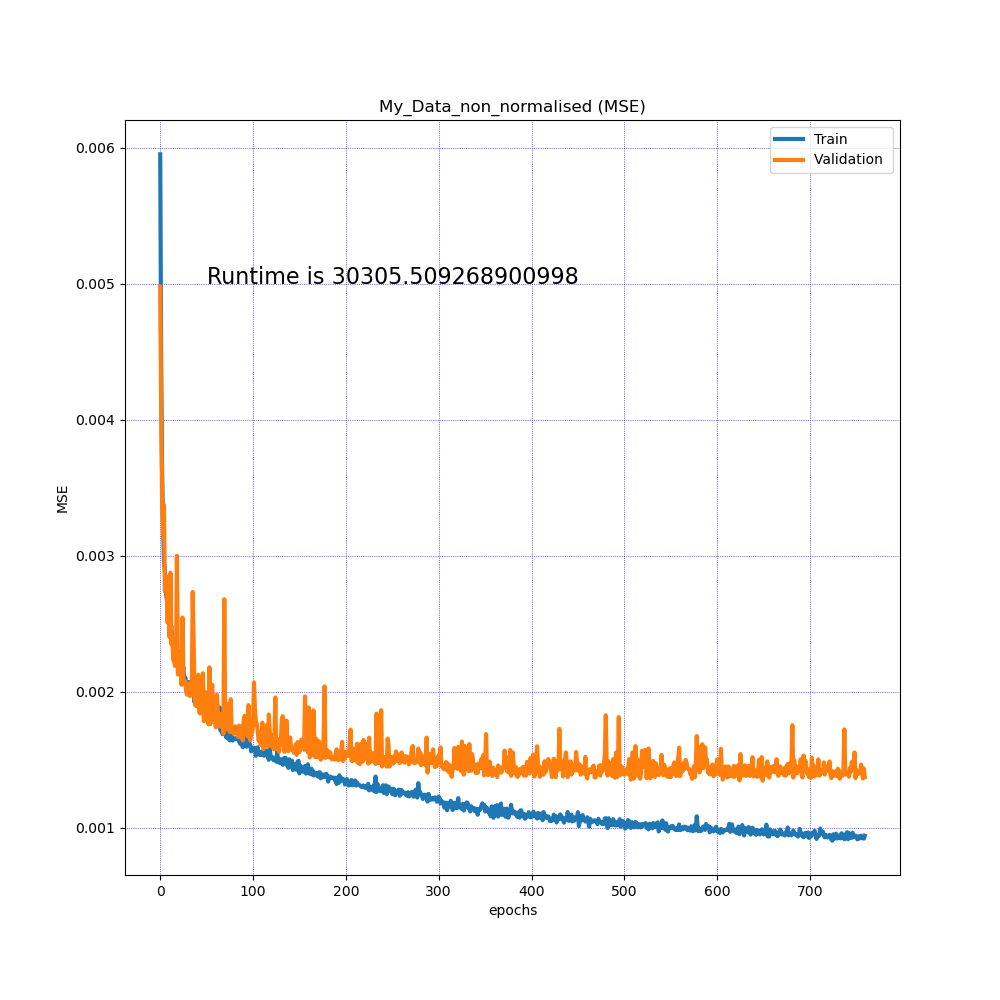 My_Data_non_normalised (MSE)
Train
Validation
Runtime is 30305.509268900998
0.006
0.005
0.004
0.003
0.002
0.001
MSE
0 100 200 300 400 500 600 700
epochs